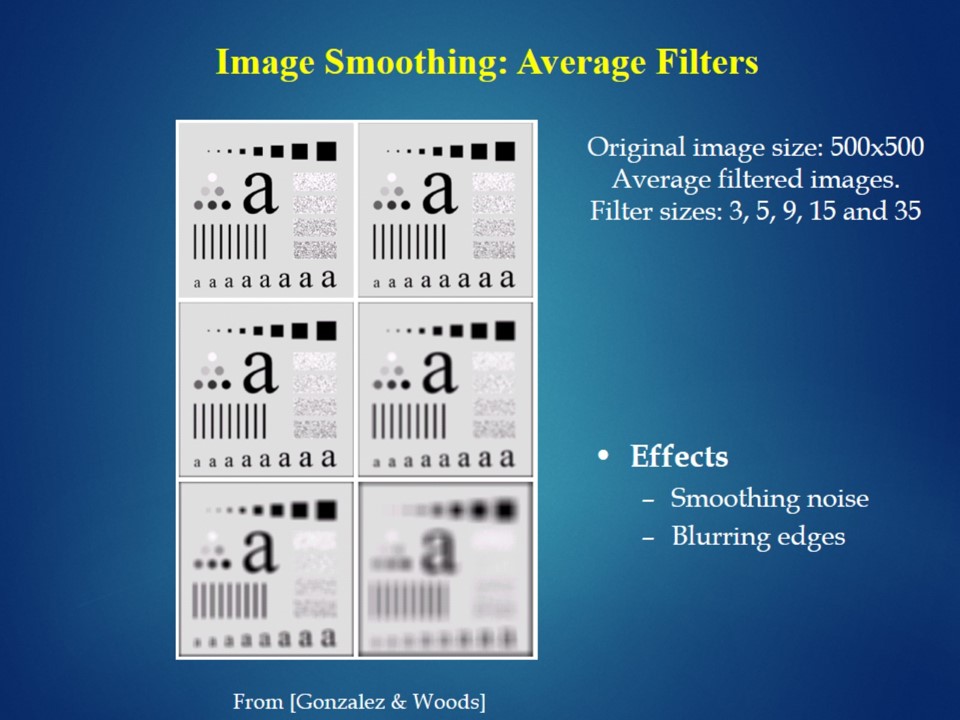 Image Smoothing: Average Filters
Original image size: 500x500
Average filtered images.
Filter sizes: 3, 5, 9, 15 and 35
a
a
a a a a a a a a
a a a a a a a a
a
a
a a a a a a a a
a a a a a a a a
• Effects
– Smoothing noise
– Blurring edges
a
a
a a a a a a a a
From [Gonzalez & Woods]